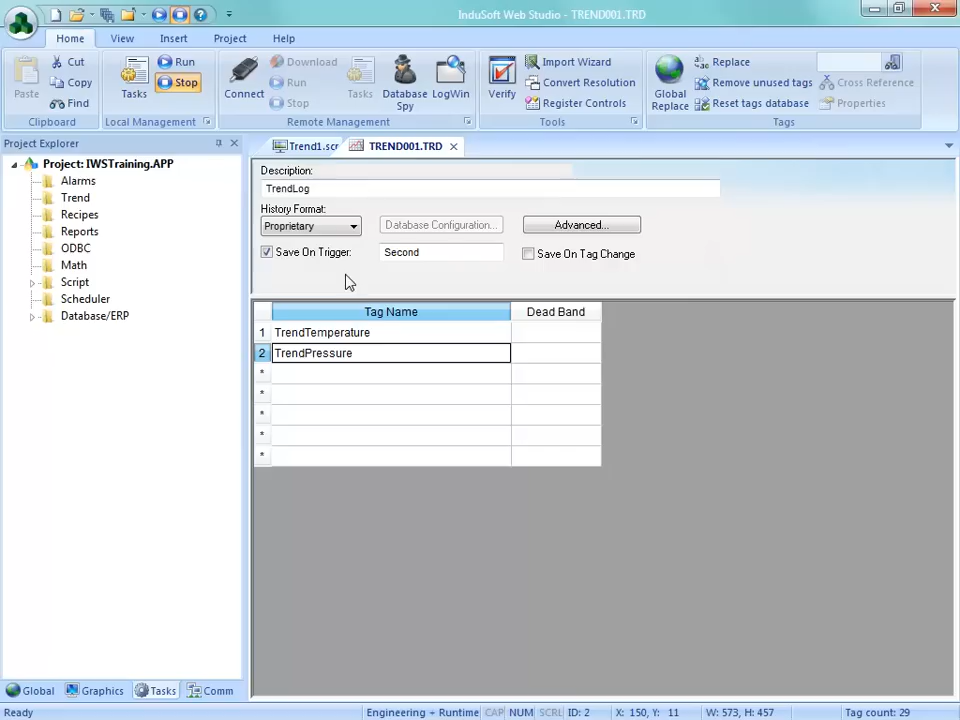 InduSoft Web Studio - TREND001.TRD
Home View Insert Project Help
Paste Cut Copy Find
Clipboard
Tasks Run Stop
Local Management
Connect Download Run Stop Tasks Database Spy LogWin
Remote Management
Verify Import Wizard Convert Resolution Register Controls
Tools
Global Replace Replace Remove unused tags Reset tags database Cross Reference Properties
Tags
Project Explorer
Project: IWSTraining.APP
Alarms
Trend
Recipes
Reports
ODBC
Math
Script
Scheduler
Database/ERP
Trend1.scr TREND001.TRD
Description:
TrendLog
History Format:
Proprietary Database Configuration... Advanced...
Save On Trigger: Second Save On Tag Change
Tag Name Dead Band
1 TrendTemperature
2 TrendPressure
*
*
*
*
*
Global Graphics Tasks Comm
Ready Engineering + Runtime CAP NUM SCRL ID: 2 X: 150, Y: 11 W: 573, H: 457 Tag count: 29